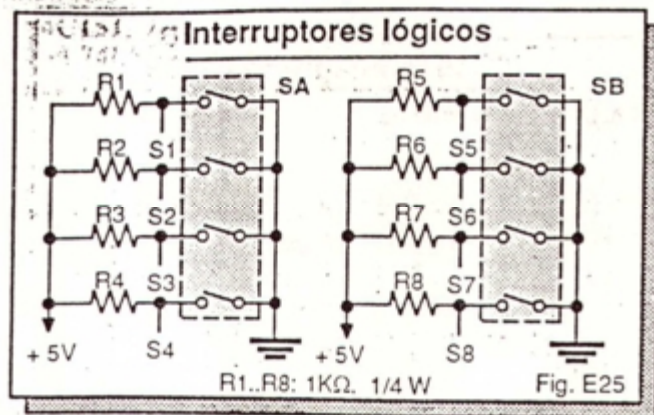 Interruptores lógicos
R1
SA
S1
R2
S2
R3
S3
R4
S4
+ 5V
R5
SB
S5
R6
S6
R7
S7
R8
S8
+ 5V
R1..R8: 1KΩ. 1/4 W
Fig. E25